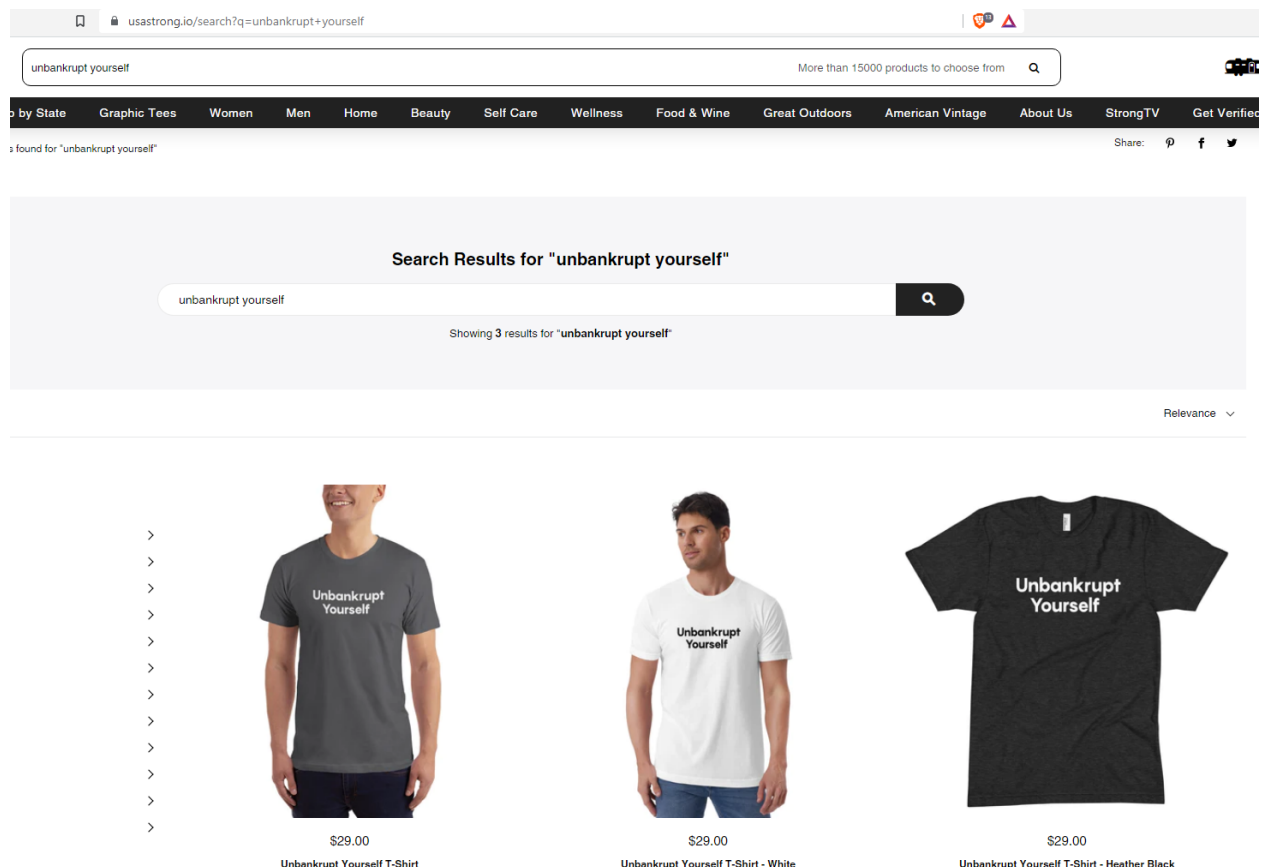 usastrong.io/search?q=unbankrupt+yourself
13
unbankrupt yourself More than 15000 products to choose from
by State Graphic Tees Women Men Home Beauty Self Care Wellness Food & Wine Great Outdoors American Vintage About Us StrongTV Get Verified
s found for "unbankrupt yourself" Share:
Search Results for "unbankrupt yourself"
unbankrupt yourself
Showing 3 results for "unbankrupt yourself"
Relevance
Unbankrupt
Yourself
Unbankrupt
Yourself
Unbankrupt
Yourself
$29.00 $29.00 $29.00
Unbankrupt Yourself T-Shirt Unbankrupt Yourself T-Shirt - White Unbankrupt Yourself T-Shirt - Heather Black